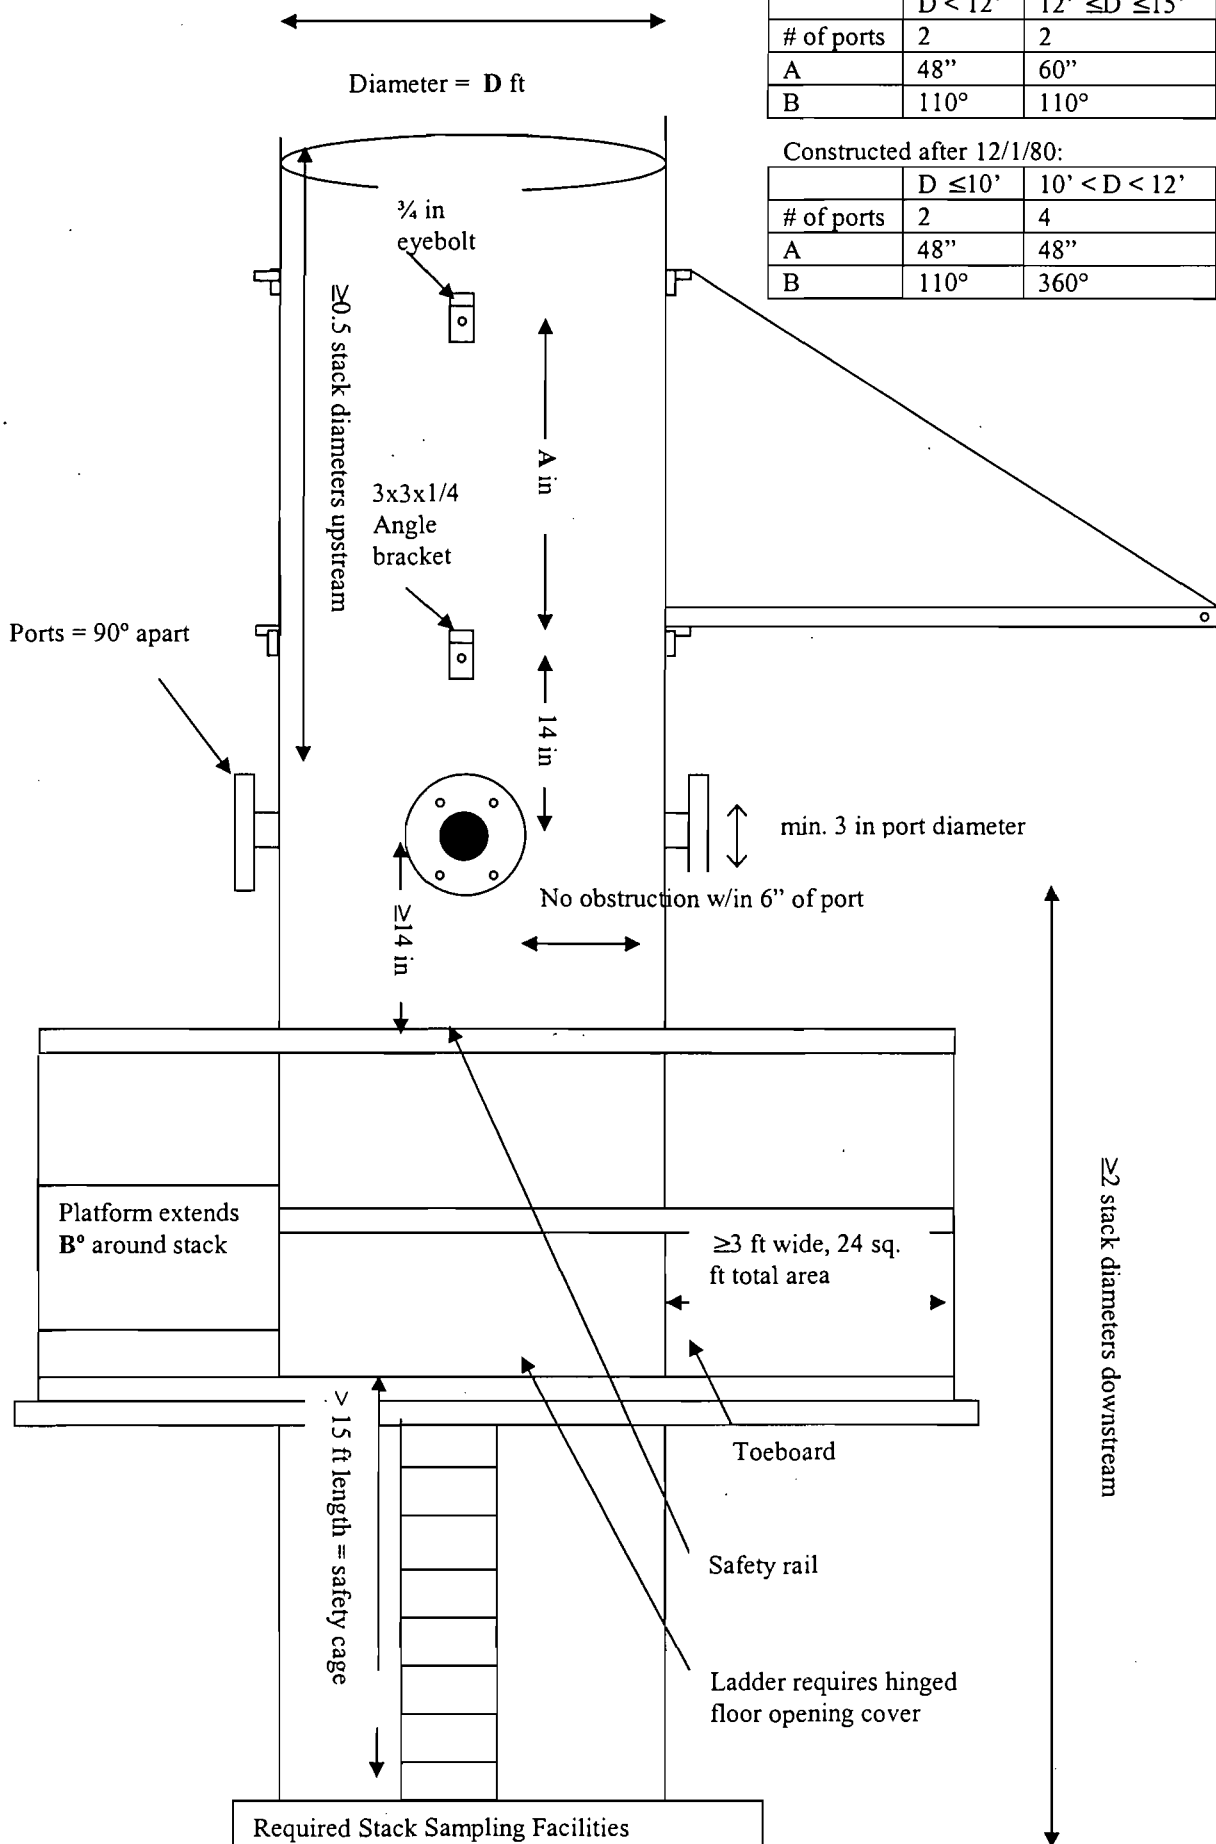 D < 12' 12' ≤D ≤15'
# of ports 2 2
A 48" 60"
B 110° 110°
Diameter = D ft
Constructed after 12/1/80:
D ≤10' 10' < D < 12'
# of ports 2 4
A 48" 48"
B 110° 360°
¾ in
eyebolt
≥0.5 stack diameters upstream
A in
3x3x1/4
Angle
bracket
Ports = 90° apart
14 in
min. 3 in port diameter
No obstruction w/in 6" of port
≥14 in
Platform extends
B° around stack
≥3 ft wide, 24 sq.
ft total area
≥2 stack diameters downstream
> 15 ft length = safety cage
Toeboard
Safety rail
Ladder requires hinged
floor opening cover
Required Stack Sampling Facilities